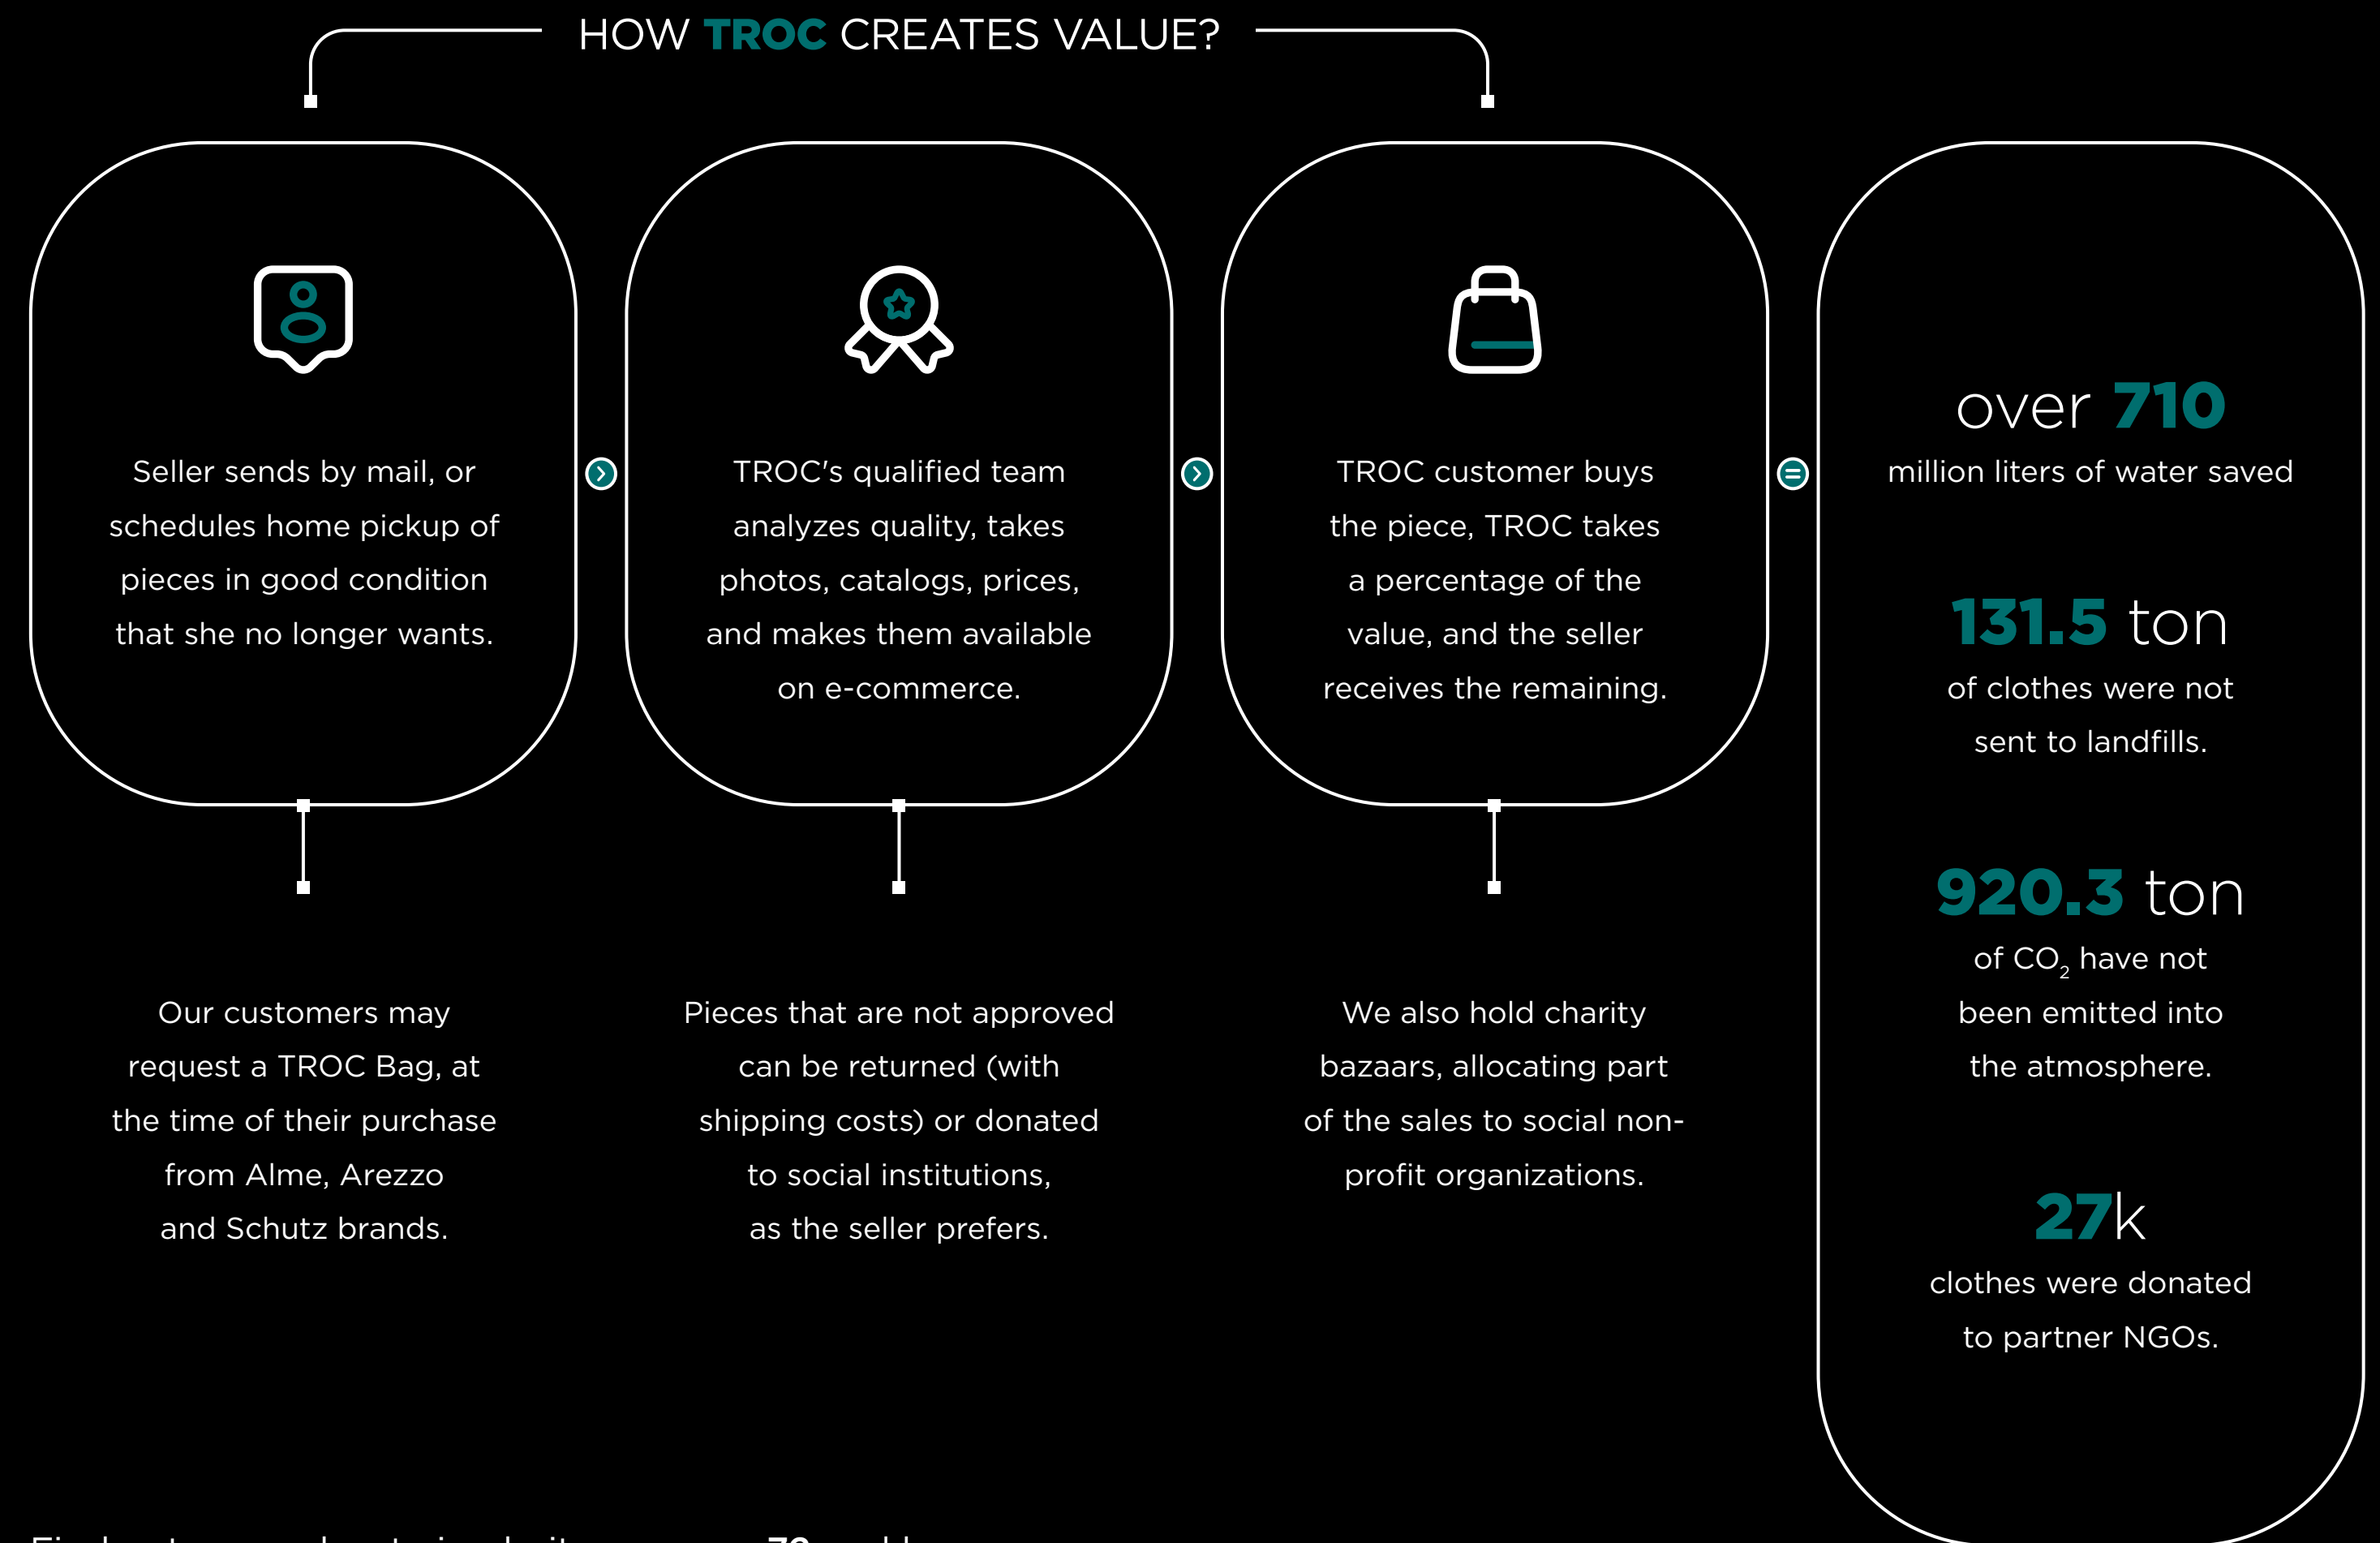 HOW TROC CREATES VALUE?
Seller sends by mail, or
schedules home pickup of
pieces in good condition
that she no longer wants.
TROC's qualified team
analyzes quality, takes
photos, catalogs, prices,
and makes them available
on e-commerce.
TROC customer buys
the piece, TROC takes
a percentage of the
value, and the seller
receives the remaining.
Our customers may
request a TROC Bag, at
the time of their purchase
from Alme, Arezzo
and Schutz brands.
Pieces that are not approved
can be returned (with
shipping costs) or donated
to social institutions,
as the seller prefers.
We also hold charity
bazaars, allocating part
of the sales to social non-
profit organizations.
over 710
million liters of water saved
131.5 ton
of clothes were not
sent to landfills.
920.3 ton
of CO₂ have not
been emitted into
the atmosphere.
27k
clothes were donated
to partner NGOs.